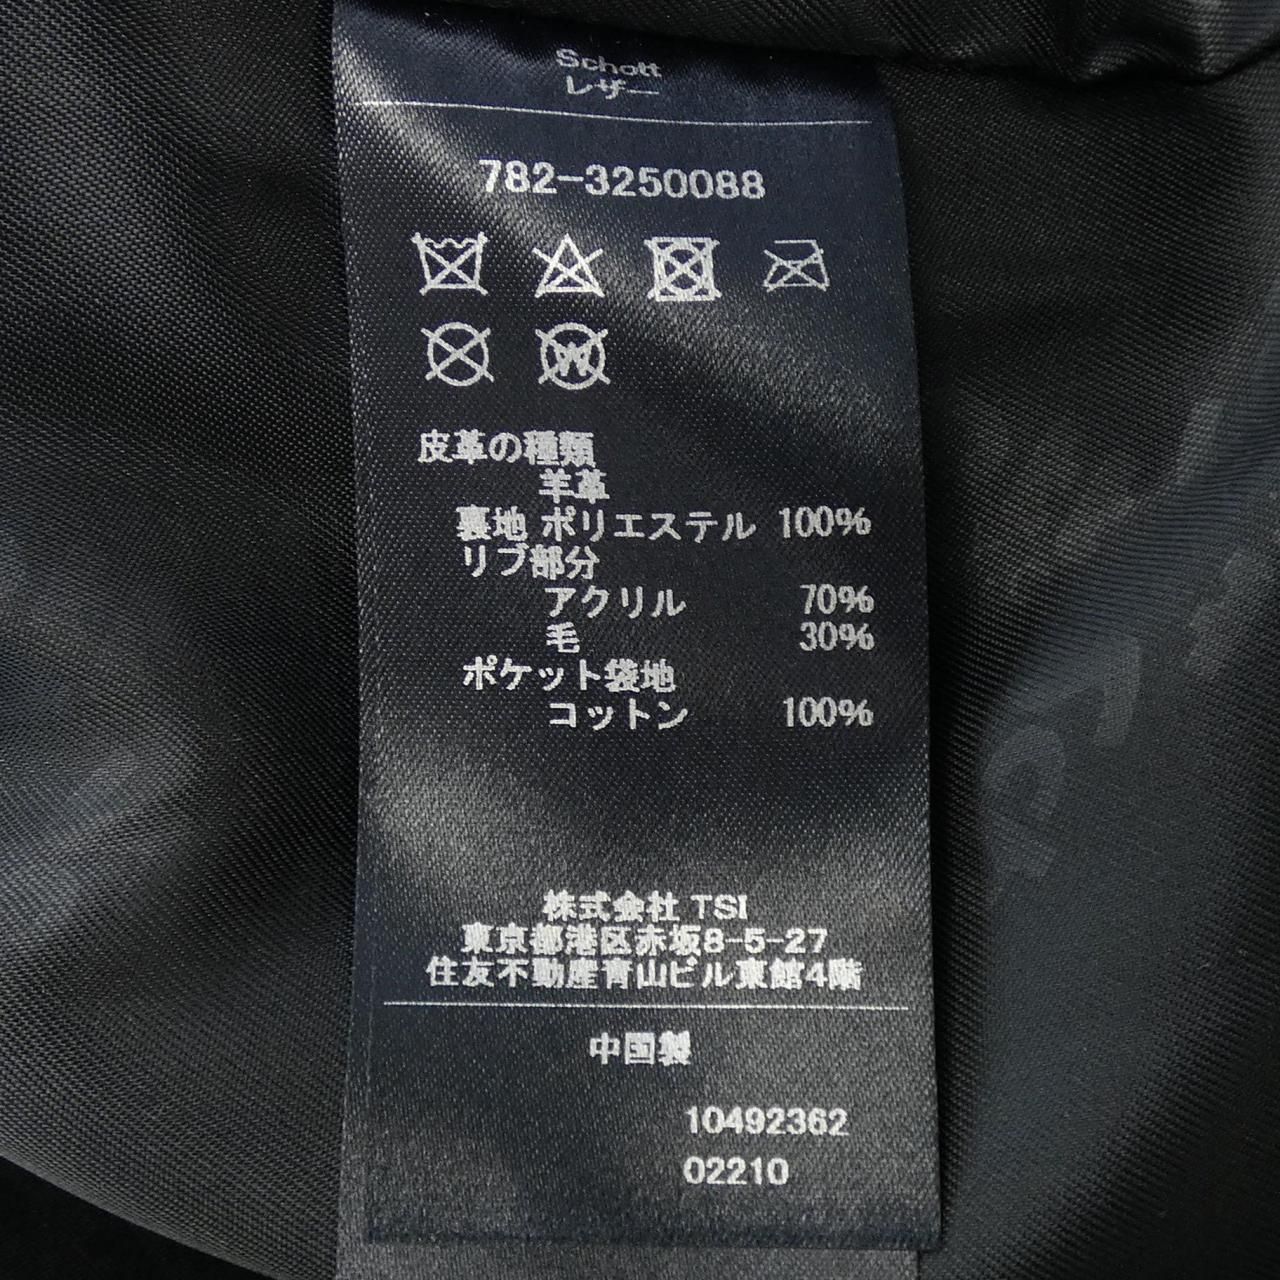 Schott
レザー
782-3250088
皮革の種類
羊革
裏地 ポリエステル 100%
リブ部分
アクリル 70%
毛 30%
ポケット袋地
コットン 100%
株式会社 TSI
東京都港区赤坂8-5-27
住友不動産青山ビル東館4階
中国製
10492362
02210